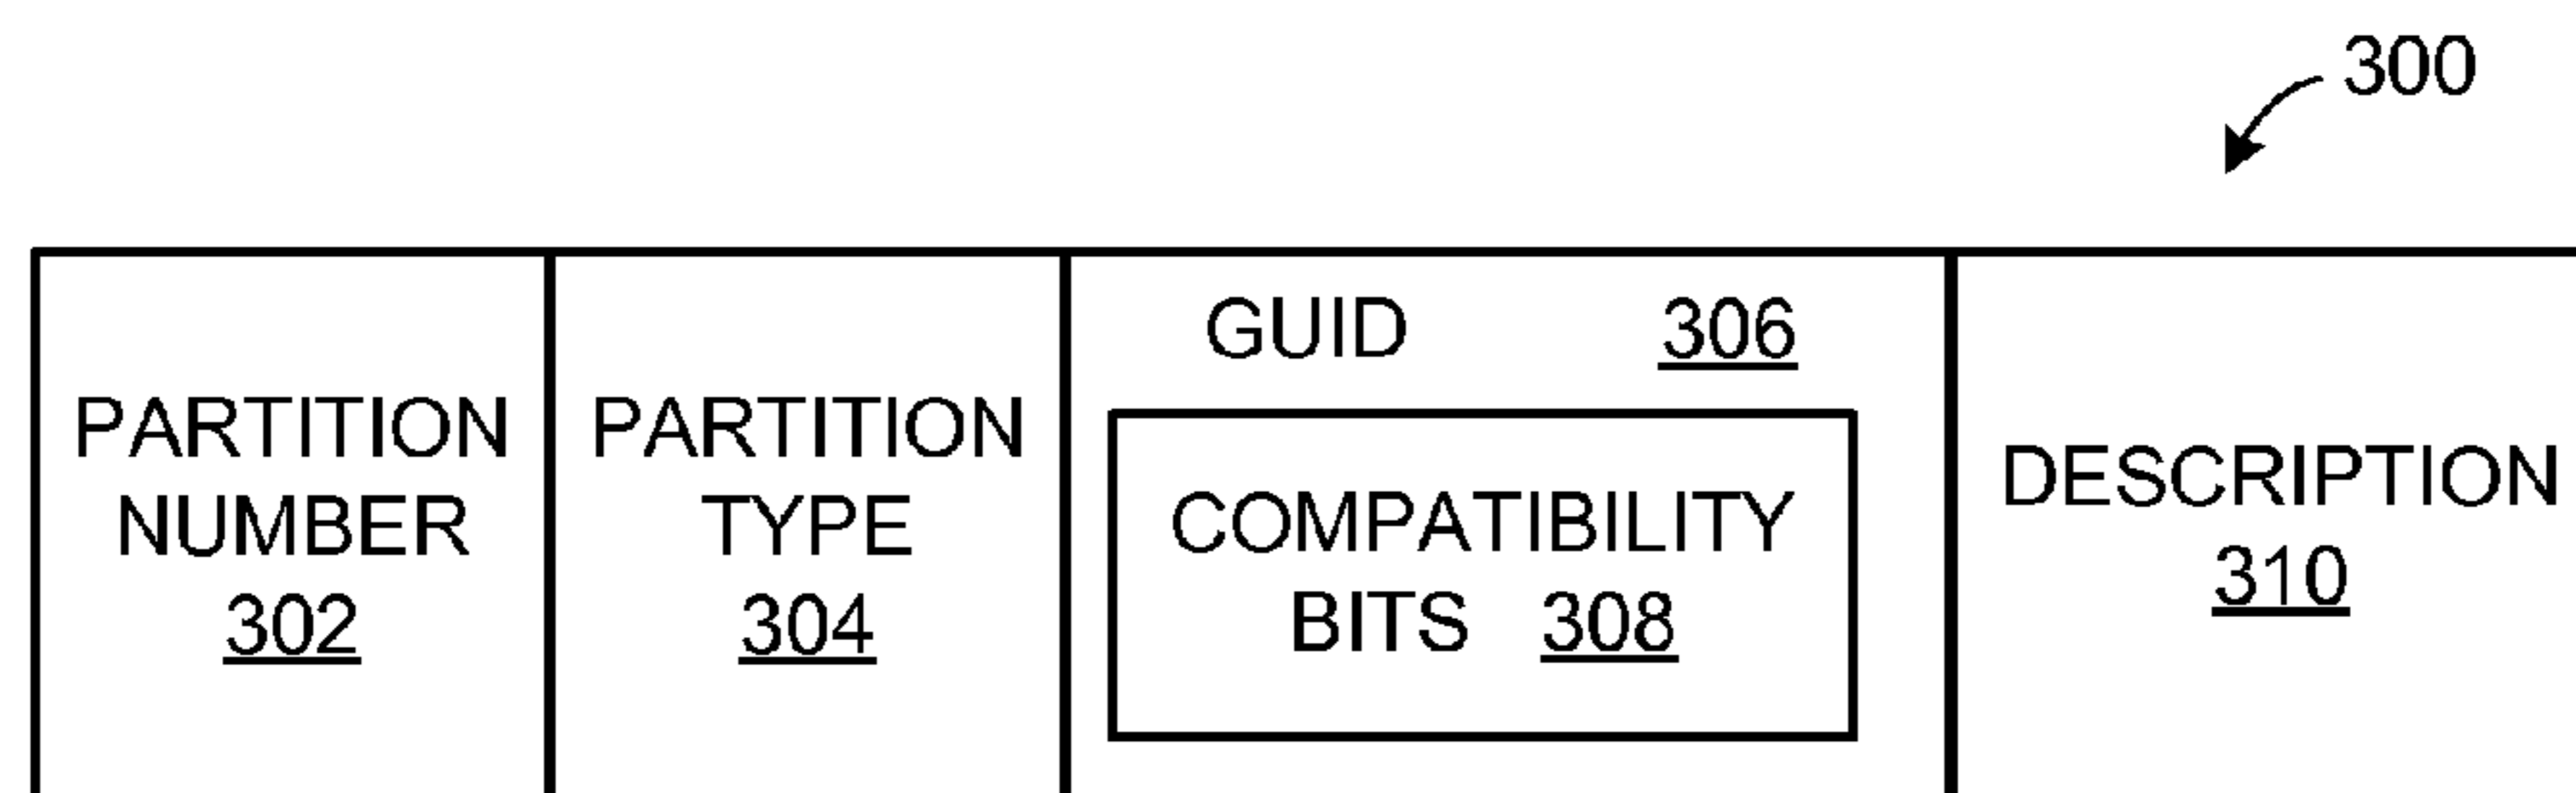 300
PARTITION
NUMBER
302
PARTITION
TYPE
304
GUID 306
COMPATIBILITY
BITS 308
DESCRIPTION
310